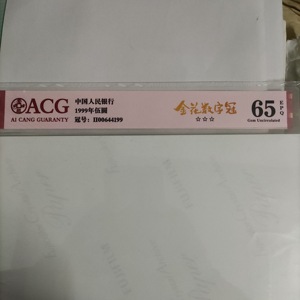 ACG
AI CANG GUARANTY
中国人民银行
1999年伍圆
冠号: II00644199
金花数字冠
☆☆☆
65
EPQ
Gem Uncirculated